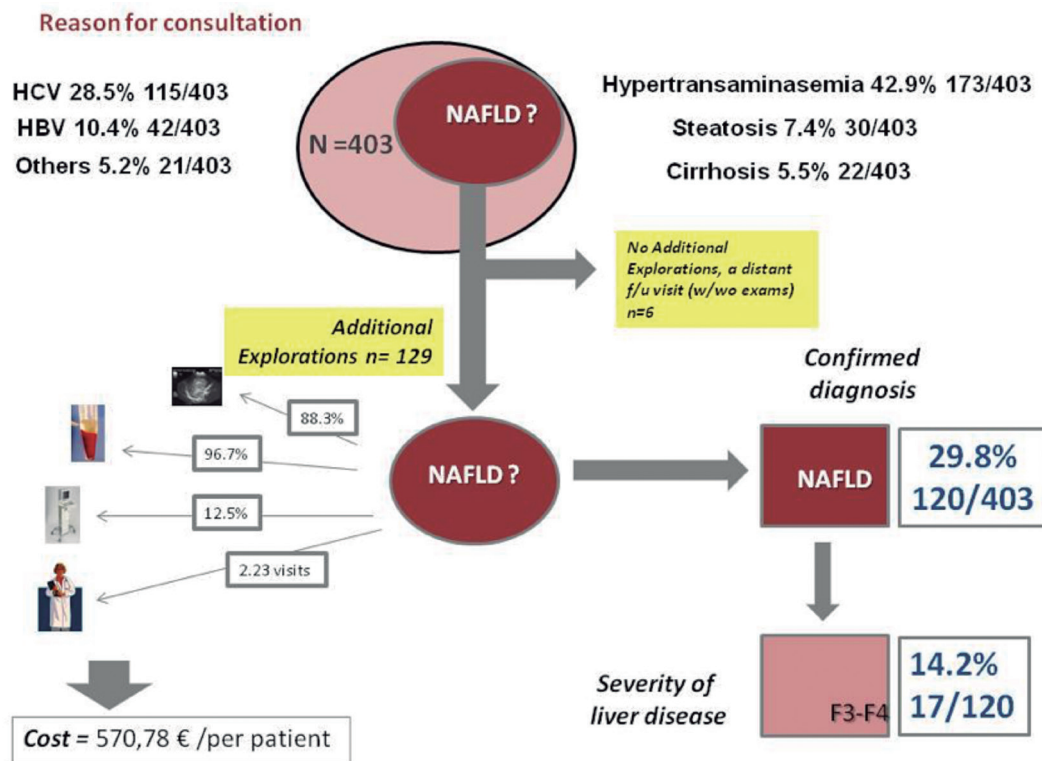 Reason for consultation
HCV 28.5% 115/403
HBV 10.4% 42/403
Others 5.2% 21/403
N =403
NAFLD ?
Hypertransaminasemia 42.9% 173/403
Steatosis 7.4% 30/403
Cirrhosis 5.5% 22/403
No Additional
Explorations, a distant
f/u visit (w/wo exams)
n=6
Additional
Explorations n= 129
88.3%
96.7%
12.5%
2.23 visits
NAFLD ?
Confirmed
diagnosis
NAFLD
29.8%
120/403
Severity of
liver disease
F3-F4
14.2%
17/120
Cost = 570,78 € /per patient